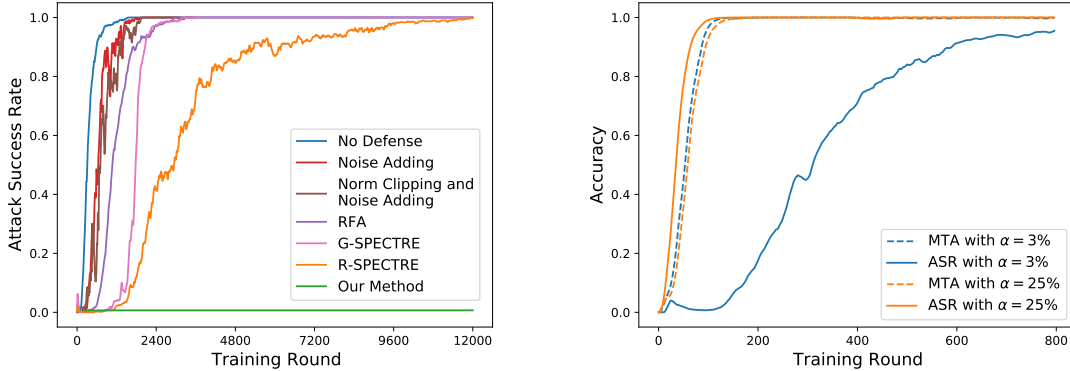 Attack Success Rate
1.0
0.8
0.6
0.4
0.2
0.0
0
2400
4800
7200
9600
12000
Training Round
No Defense
Noise Adding
Norm Clipping and
Noise Adding
RFA
G-SPECTRE
R-SPECTRE
Our Method
Accuracy
1.0
0.8
0.6
0.4
0.2
0.0
0
200
400
600
800
Training Round
MTA with α = 3%
ASR with α = 3%
MTA with α = 25%
ASR with α = 25%